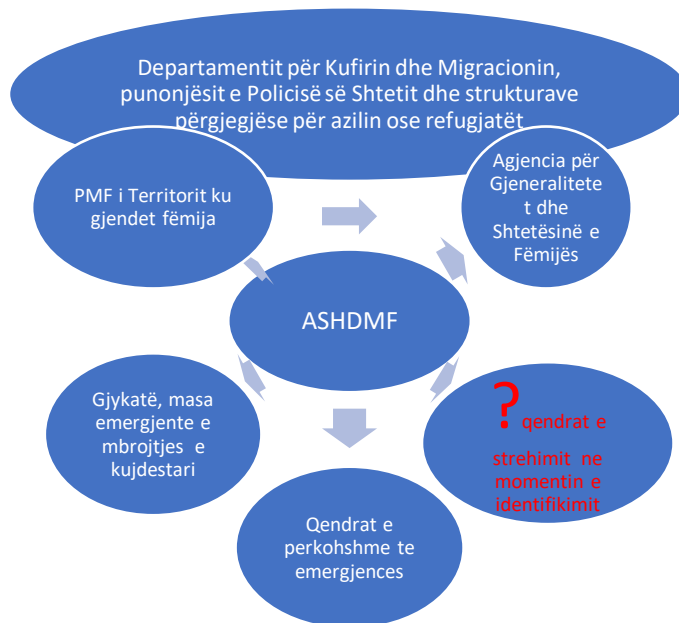 Departamentit për Kufirin dhe Migracionin,
punonjësit e Policisë së Shtetit dhe strukturave
përgjegjëse për azilin ose refugjatët
PMF i Territorit ku
gjendet fëmija
Agjencia për
Gjeneralitete
t dhe
Shtetësinë e
Fëmijës
ASHDMF
Gjykatë, masa
emergjente e
mbrojtjes e
kujdestari
? qendrat e
strehimit ne
momentin e
identifikimit
Qendrat e
perkohshme te
emergjences